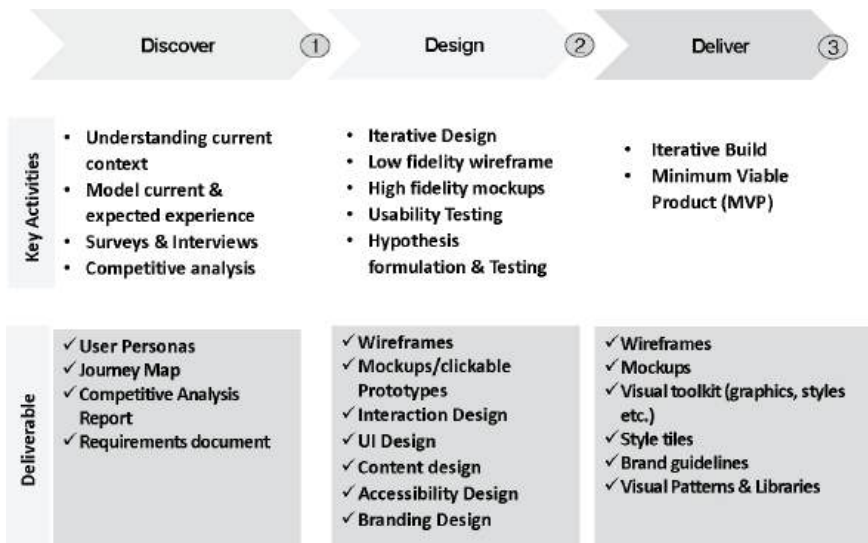 Discover 1
Design 2
Deliver 3
Key Activities
• Understanding current
context
• Model current &
expected experience
• Surveys & Interviews
• Competitive analysis
• Iterative Design
• Low fidelity wireframe
• High fidelity mockups
• Usability Testing
• Hypothesis
formulation & Testing
• Iterative Build
• Minimum Viable
Product (MVP)
Deliverable
✓ User Personas
✓ Journey Map
✓ Competitive Analysis
Report
✓ Requirements document
✓ Wireframes
✓ Mockups/clickable
Prototypes
✓ Interaction Design
✓ UI Design
✓ Content design
✓ Accessibility Design
✓ Branding Design
✓ Wireframes
✓ Mockups
✓ Visual toolkit (graphics, styles
etc.)
✓ Style tiles
✓ Brand guidelines
✓ Visual Patterns & Libraries